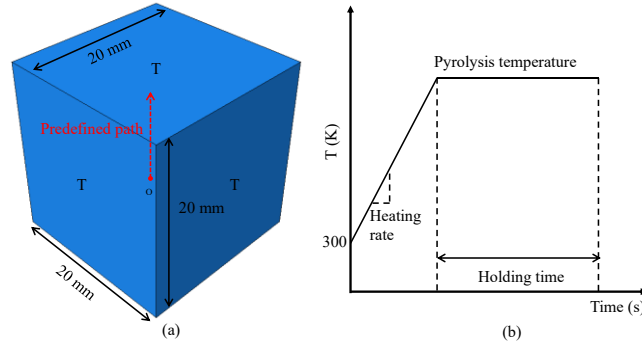 20 mm
T
Predefined path
T
O
T
20 mm
20 mm
(a)
T (K)
Pyrolysis temperature
Heating
rate
300
Holding time
Time (s)
(b)